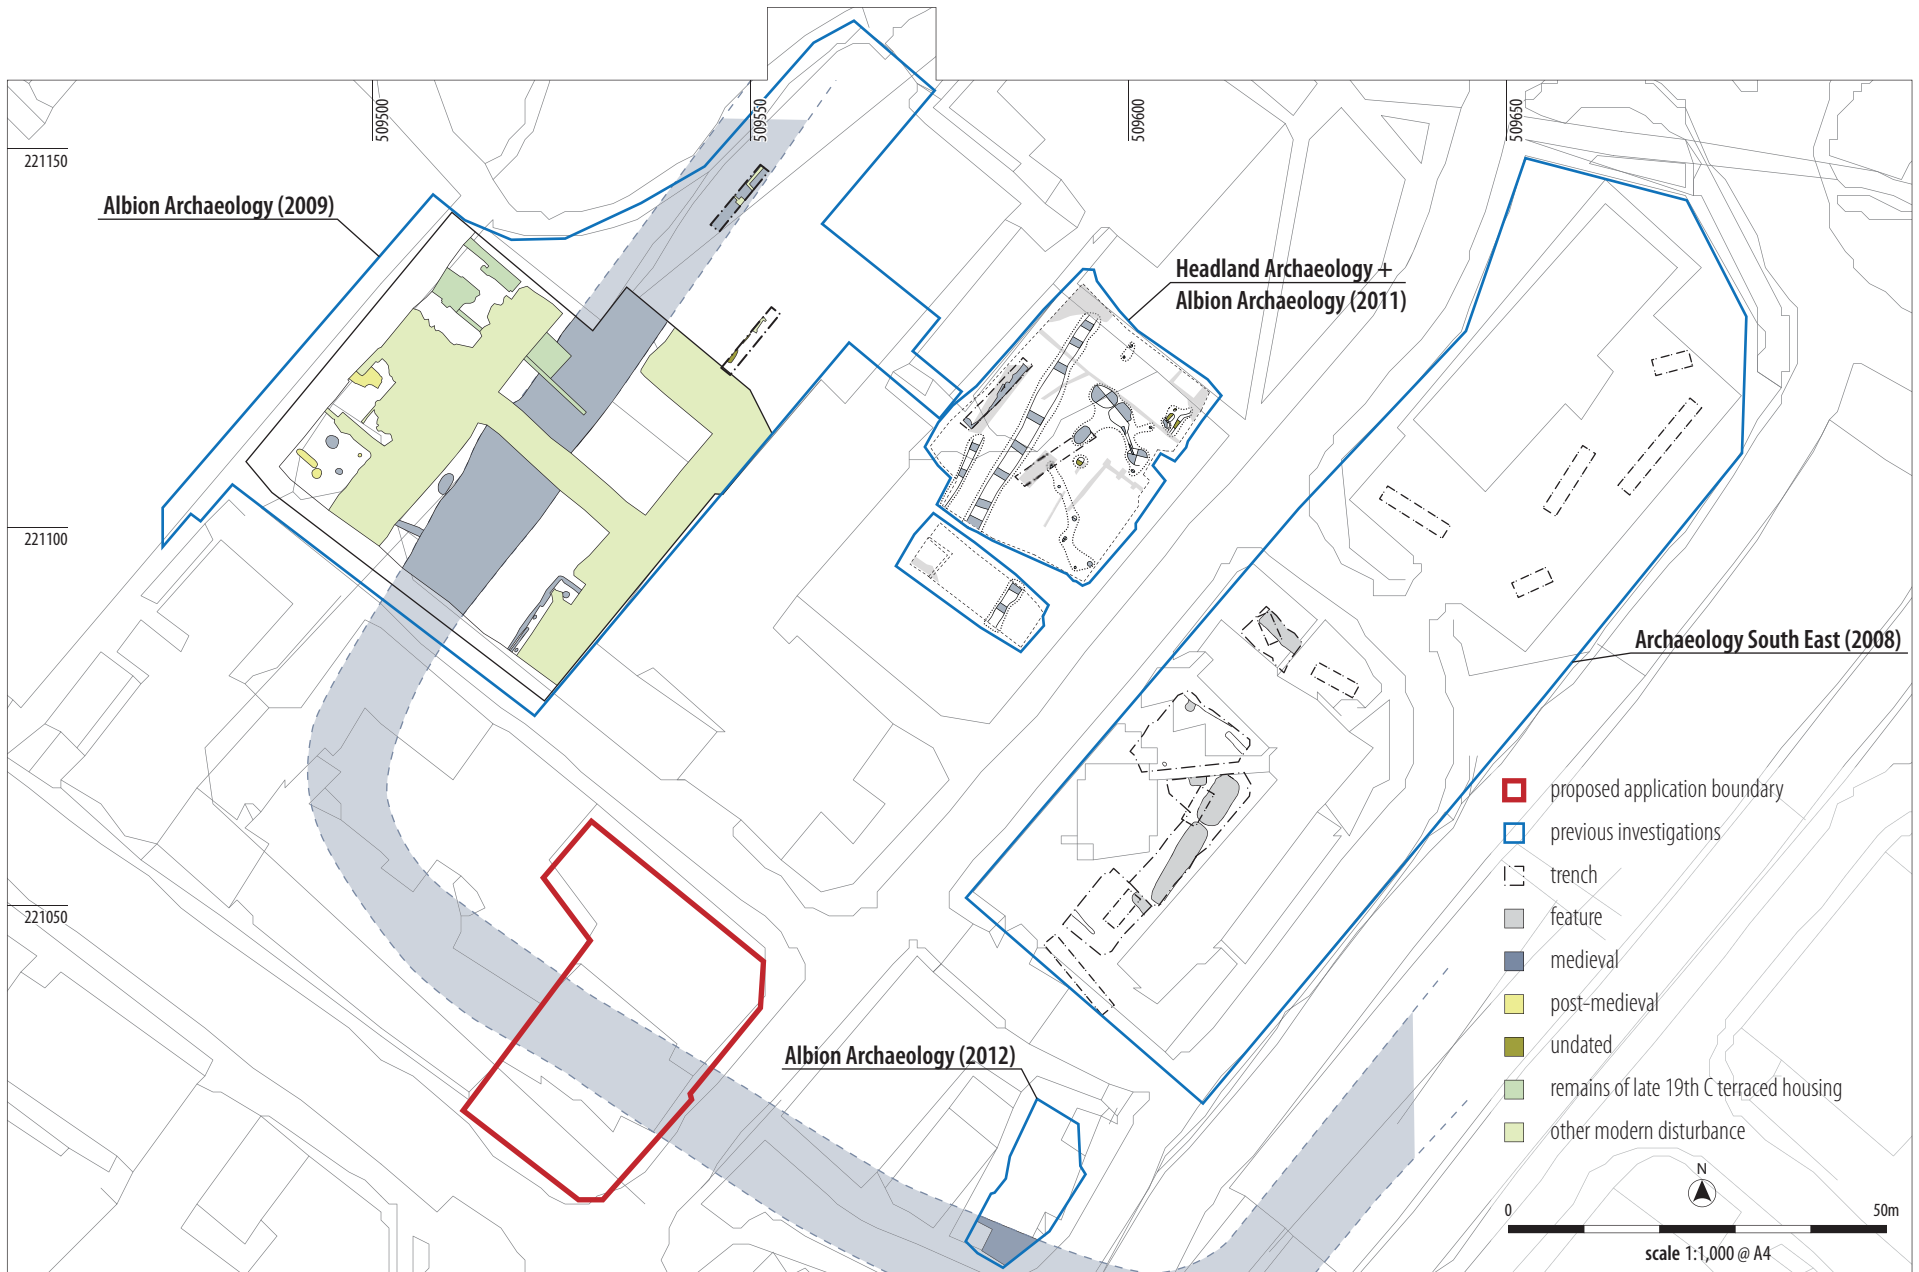 509500
509550
509600
509650
221150
221100
221050
Albion Archaeology (2009)
Headland Archaeology +
Albion Archaeology (2011)
Archaeology South East (2008)
Albion Archaeology (2012)
proposed application boundary
previous investigations
trench
feature
medieval
post-medieval
undated
remains of late 19th C terraced housing
other modern disturbance
N
0
50m
scale 1:1,000 @ A4